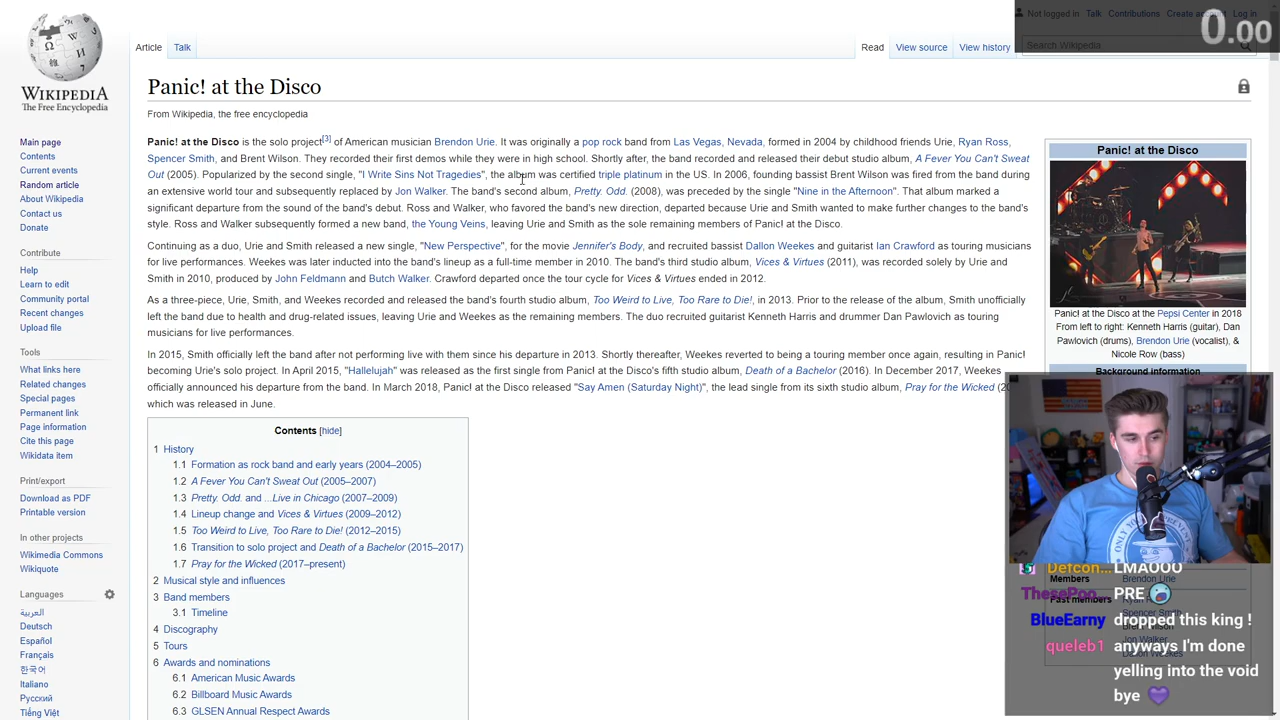 Not logged in Talk Contributions Create account Log in
0.00
WIKIPEDIA
The Free Encyclopedia
Article Talk
Read View source View history
Search Wikipedia
Panic! at the Disco
From Wikipedia, the free encyclopedia
Main page
Contents
Current events
Random article
About Wikipedia
Contact us
Donate
Contribute
Help
Learn to edit
Community portal
Recent changes
Upload file
Tools
What links here
Related changes
Special pages
Permanent link
Page information
Cite this page
Wikidata item
Print/export
Download as PDF
Printable version
In other projects
Wikimedia Commons
Wikiquote
Languages
العربية
Deutsch
Español
Français
한국어
Italiano
Русский
Tiếng Việt
Panic! at the Disco is the solo project[3] of American musician Brendon Urie. It was originally a pop rock band from Las Vegas, Nevada, formed in 2004 by childhood friends Urie, Ryan Ross,
Spencer Smith, and Brent Wilson. They recorded their first demos while they were in high school. Shortly after, the band recorded and released their debut studio album, A Fever You Can't Sweat
Out (2005). Popularized by the second single, "I Write Sins Not Tragedies", the album was certified triple platinum in the US. In 2006, founding bassist Brent Wilson was fired from the band during
an extensive world tour and subsequently replaced by Jon Walker. The band's second album, Pretty. Odd. (2008), was preceded by the single "Nine in the Afternoon". That album marked a
significant departure from the sound of the band's debut. Ross and Walker, who favored the band's new direction, departed because Urie and Smith wanted to make further changes to the band's
style. Ross and Walker subsequently formed a new band, the Young Veins, leaving Urie and Smith as the sole remaining members of Panic! at the Disco.
Continuing as a duo, Urie and Smith released a new single, "New Perspective", for the movie Jennifer's Body, and recruited bassist Dallon Weekes and guitarist Ian Crawford as touring musicians
for live performances. Weekes was later inducted into the band's lineup as a full-time member in 2010. The band's third studio album, Vices & Virtues (2011), was recorded solely by Urie and
Smith in 2010, produced by John Feldmann and Butch Walker. Crawford departed once the tour cycle for Vices & Virtues ended in 2012.
As a three-piece, Urie, Smith, and Weekes recorded and released the band's fourth studio album, Too Weird to Live, Too Rare to Die!, in 2013. Prior to the release of the album, Smith unofficially
left the band due to health and drug-related issues, leaving Urie and Weekes as the remaining members. The duo recruited guitarist Kenneth Harris and drummer Dan Pawlovich as touring
musicians for live performances.
In 2015, Smith officially left the band after not performing live with them since his departure in 2013. Shortly thereafter, Weekes reverted to being a touring member once again, resulting in Panic!
becoming Urie's solo project. In April 2015, "Hallelujah" was released as the first single from Panic! at the Disco's fifth studio album, Death of a Bachelor (2016). In December 2017, Weekes
officially announced his departure from the band. In March 2018, Panic! at the Disco released "Say Amen (Saturday Night)", the lead single from its sixth studio album, Pray for the Wicked
which was released in June.
Contents [hide]
1 History
1.1 Formation as rock band and early years (2004–2005)
1.2 A Fever You Can't Sweat Out (2005–2007)
1.3 Pretty. Odd. and ...Live in Chicago (2007–2009)
1.4 Lineup change and Vices & Virtues (2009–2012)
1.5 Too Weird to Live, Too Rare to Die! (2012–2015)
1.6 Transition to solo project and Death of a Bachelor (2015–2017)
1.7 Pray for the Wicked (2017–present)
2 Musical style and influences
3 Band members
3.1 Timeline
4 Discography
5 Tours
6 Awards and nominations
6.1 American Music Awards
6.2 Billboard Music Awards
6.3 GLSEN Annual Respect Awards
Panic! at the Disco
Panic! at the Disco at the Pepsi Center in 2018
From left to right: Kenneth Harris (guitar), Dan
Pawlovich (drums), Brendon Urie (vocalist), &
Nicole Row (bass)
Background information
Members Brendon Urie
Past members
Spencer Smith
Jon Walker
Defcon... LMAOOO
ThesePoo PRE
BlueEarny dropped this king !
queleb1 anyways I'm done
yelling into the void
bye